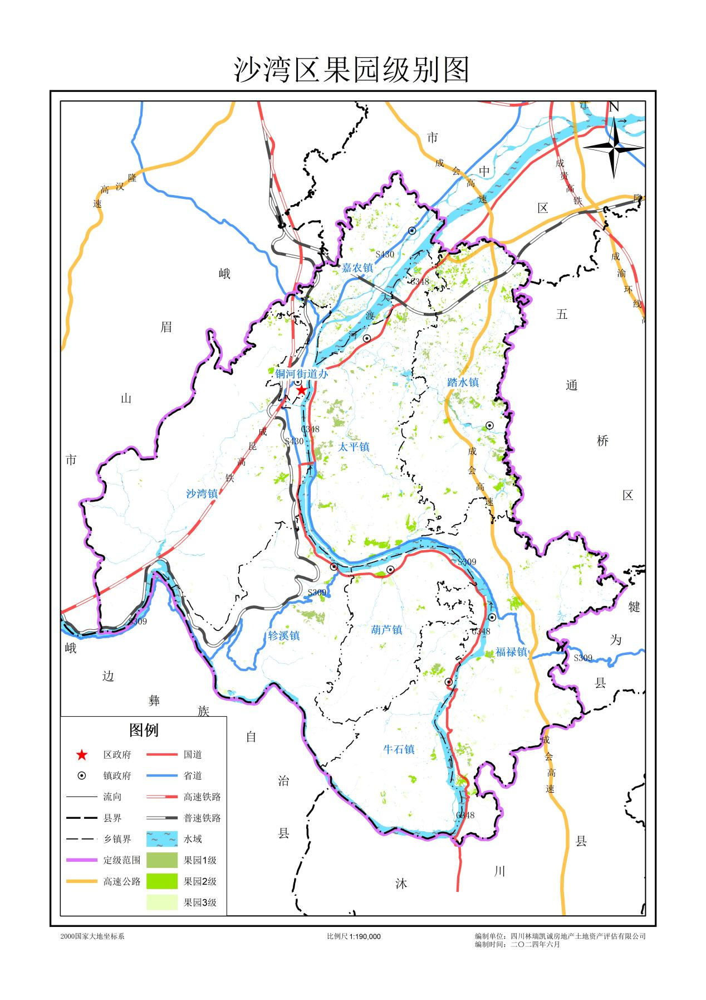 沙湾区果园级别图
N
江
市
中
区
成会高速
成贵高铁
隆汉高速
隆
成渝环线高
峨
眉
山
市
五
通
桥
区
S430
嘉农镇
G348
大渡河
铜河街道办
踏水镇
G348
S430
太平镇
成昆高铁
成会高速
沙湾镇
S309
S309
S309
犍
为
县
轸溪镇
葫芦镇
G348
福禄镇
S309
峨
边
彝
族
自
治
县
牛石镇
成会高速
G348
沐
川
县
图例
区政府
国道
镇政府
省道
流向
高速铁路
县界
普速铁路
乡镇界
水域
定级范围
果园1级
高速公路
果园2级
果园3级
2000国家大地坐标系
比例尺 1:190,000
编制单位：四川林瑞凯诚房地产土地资产评估有限公司
编制时间：二〇二四年六月